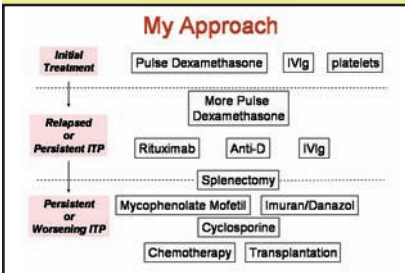 My Approach
Initial
Treatment
Pulse Dexamethasone
IVIg
platelets
More Pulse
Dexamethasone
Relapsed
or
Persistent ITP
Rituximab
Anti-D
IVIg
Splenectomy
Persistent
or
Worsening ITP
Mycophenolate Mofetil
Imuran/Danazol
Cyclosporine
Chemotherapy
Transplantation